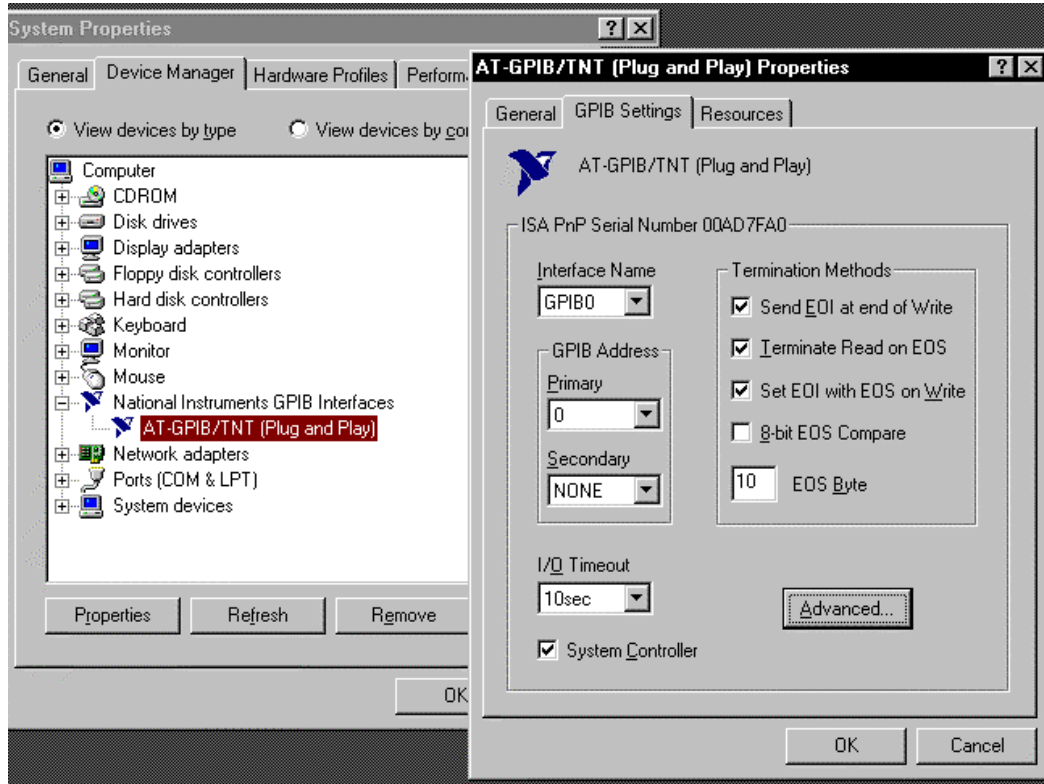 System Properties
General Device Manager Hardware Profiles Perform
View devices by type View devices by co
Computer
CDROM
Disk drives
Display adapters
Floppy disk controllers
Hard disk controllers
Keyboard
Monitor
Mouse
National Instruments GPIB Interfaces
AT-GPIB/TNT (Plug and Play)
Network adapters
Ports (COM & LPT)
System devices
Properties Refresh Remove
OK
AT-GPIB/TNT (Plug and Play) Properties
General GPIB Settings Resources
AT-GPIB/TNT (Plug and Play)
ISA PnP Serial Number 00AD7FA0
Interface Name
GPIB0
GPIB Address
Primary
0
Secondary
NONE
Termination Methods
Send EOI at end of Write
Terminate Read on EOS
Set EOI with EOS on Write
8-bit EOS Compare
10 EOS Byte
I/O Timeout
10sec
Advanced...
System Controller
OK Cancel